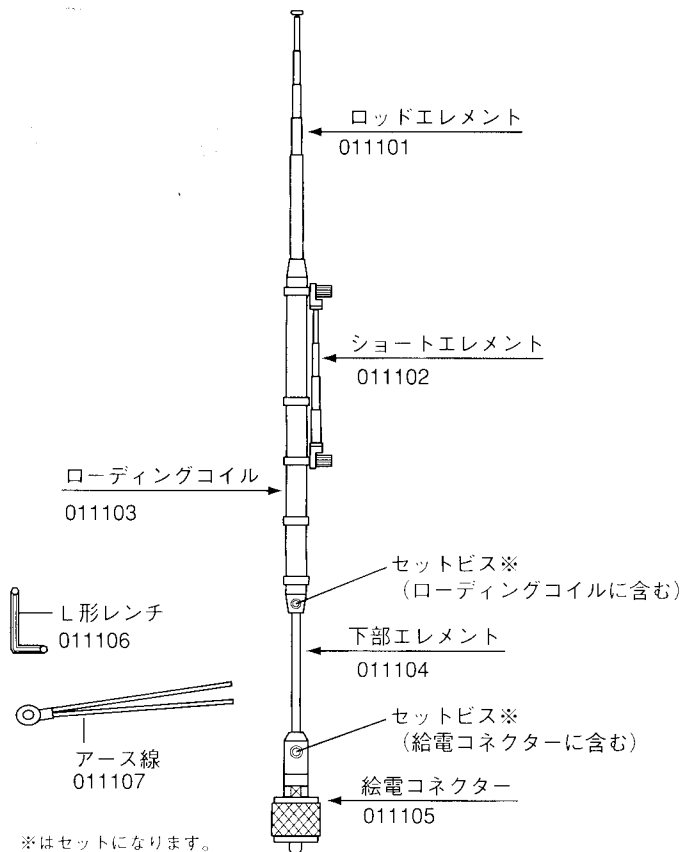 ロッドエレメント
011101
ショートエレメント
011102
ローディングコイル
011103
セットビス※
(ローディングコイルに含む)
L形レンチ
011106
下部エレメント
011104
セットビス※
(給電コネクターに含む)
アース線
011107
絵電コネクター
011105
※はセットになります。